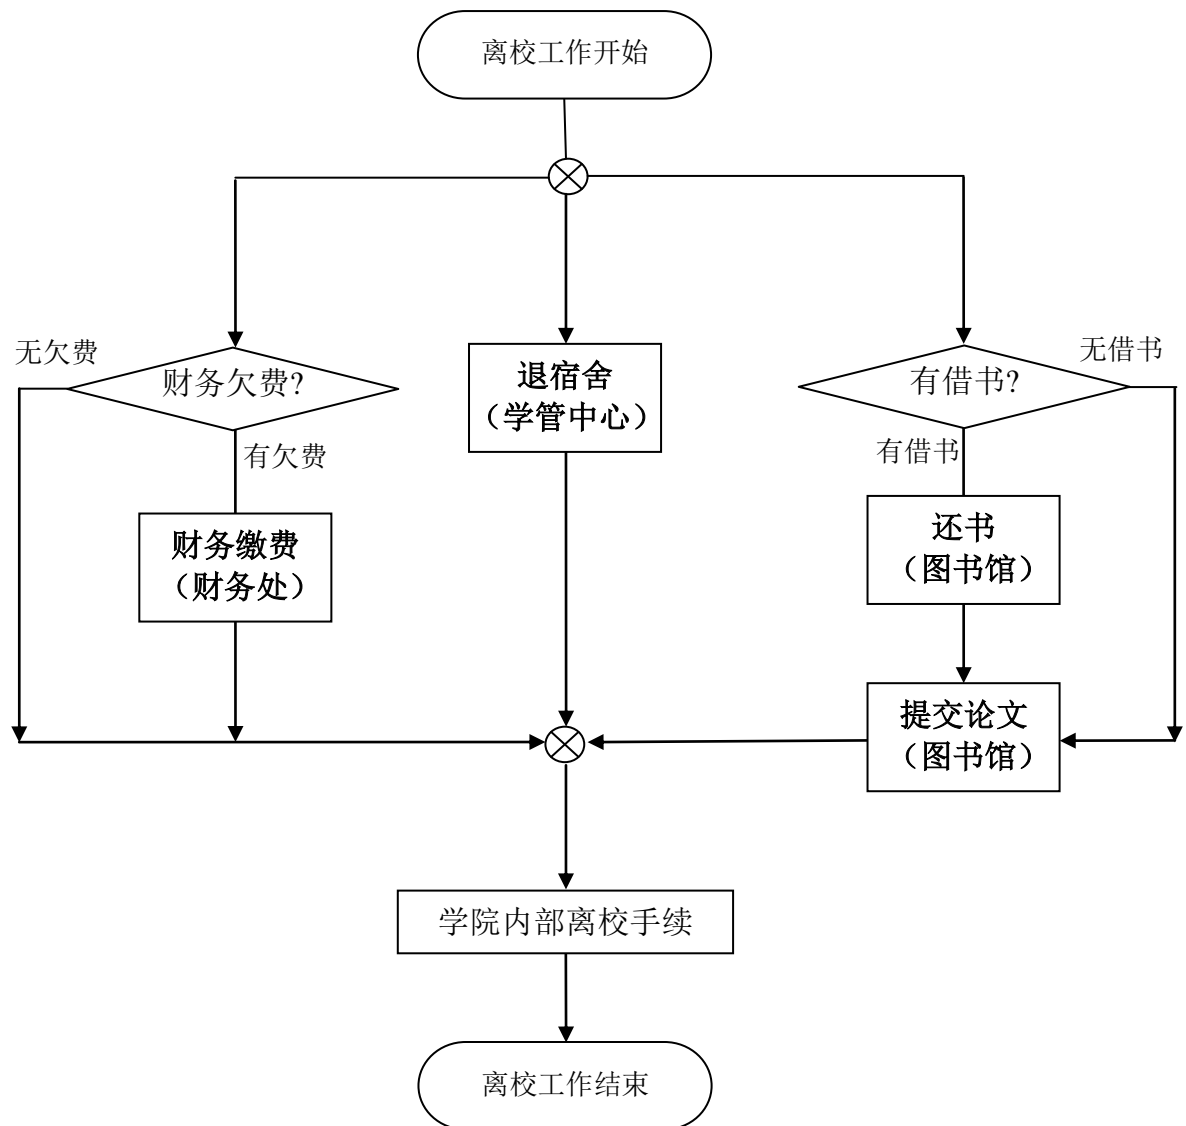 离校工作开始
无欠费
财务欠费?
有欠费
财务缴费
（财务处）
退宿舍
（学管中心）
无借书
有借书?
有借书
还书
（图书馆）
提交论文
（图书馆）
学院内部离校手续
离校工作结束